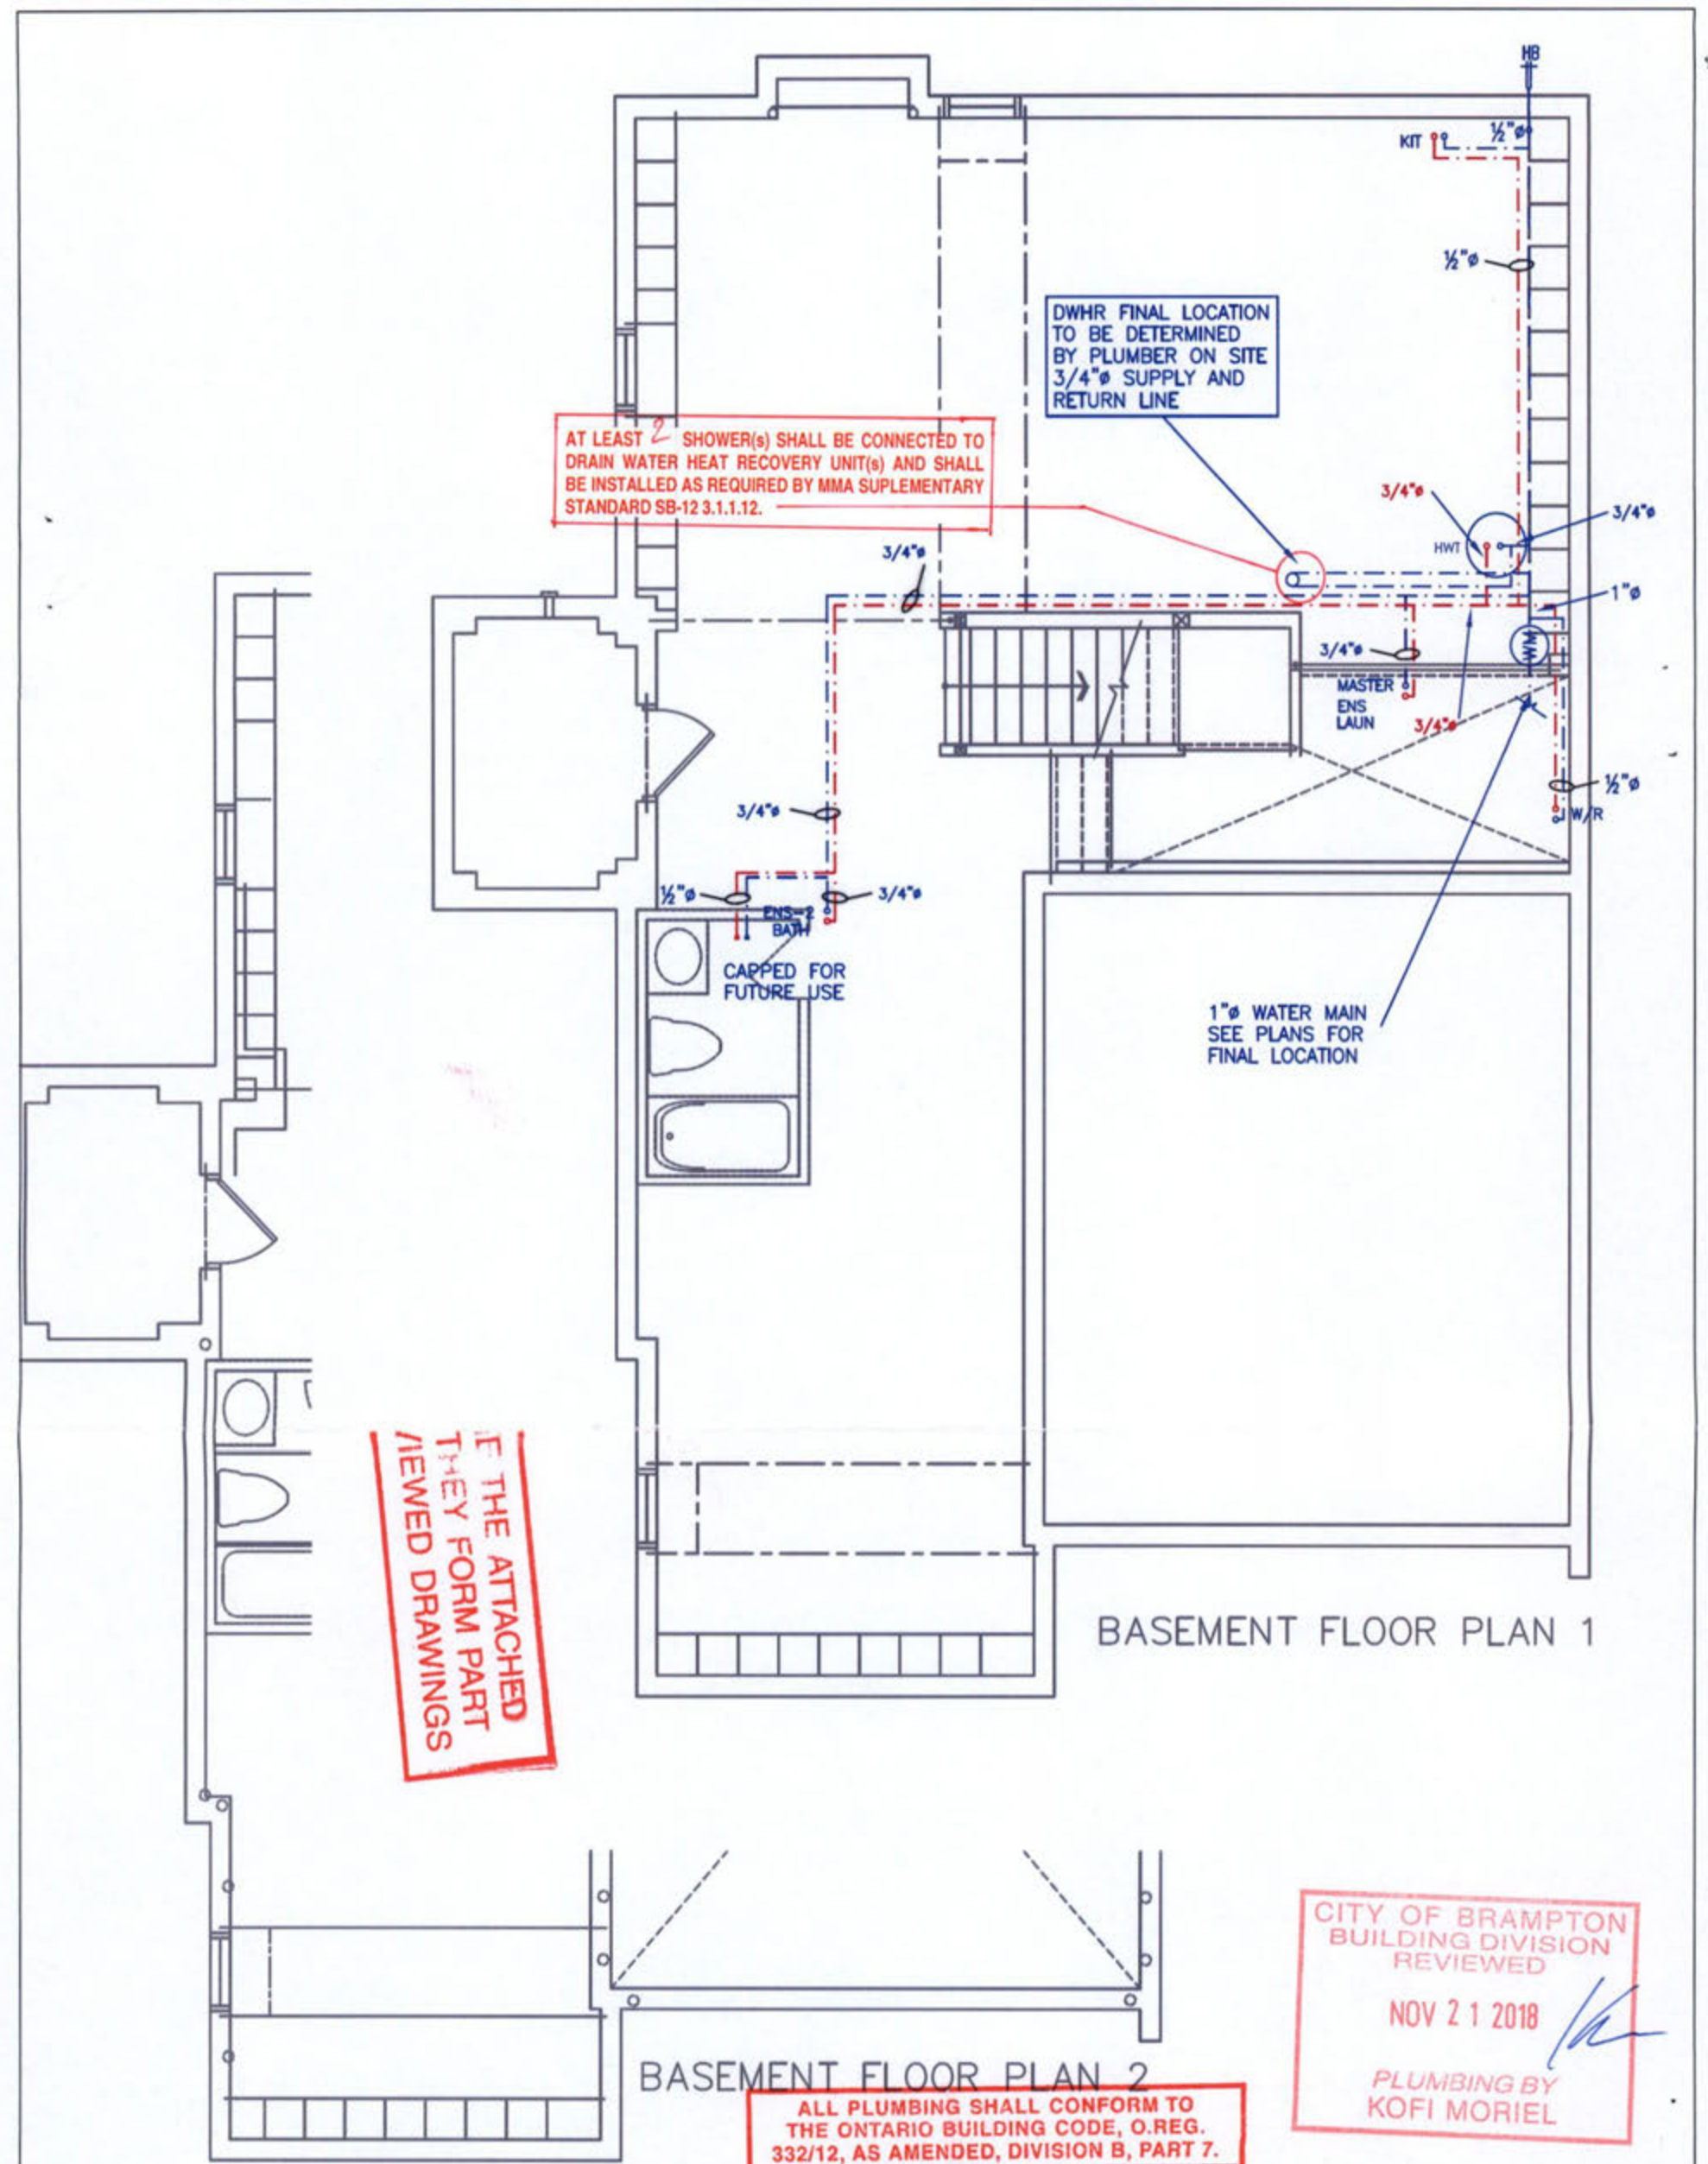 HB
KIT
½"ø
½"ø
DWHR FINAL LOCATION
TO BE DETERMINED
BY PLUMBER ON SITE
3/4"ø SUPPLY AND
RETURN LINE
AT LEAST 2 SHOWER(s) SHALL BE CONNECTED TO
DRAIN WATER HEAT RECOVERY UNIT(s) AND SHALL
BE INSTALLED AS REQUIRED BY MMA SUPLEMENTARY
STANDARD SB-12 3.1.1.12.
3/4"ø
3/4"ø
HWT
3/4"ø
1"ø
WM
3/4"ø
MASTER
ENS
LAUN
3/4"ø
½"ø
W/R
3/4"ø
½"ø
3/4"ø
ENS-2
BATH
CAPPED FOR
FUTURE USE
1"ø WATER MAIN
SEE PLANS FOR
FINAL LOCATION
THE ATTACHED
THEY FORM PART
VIEWED DRAWINGS
BASEMENT FLOOR PLAN 1
CITY OF BRAMPTON
BUILDING DIVISION
REVIEWED
NOV 21 2018
PLUMBING BY
KOFI MORIEL
BASEMENT FLOOR PLAN 2
ALL PLUMBING SHALL CONFORM TO
THE ONTARIO BUILDING CODE, O.REG.
332/12, AS AMENDED, DIVISION B, PART 7.